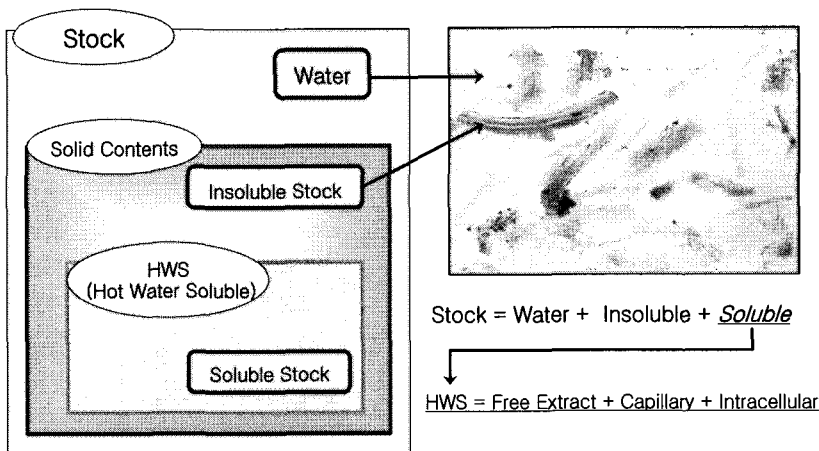 Stock
Water
Solid Contents
Insoluble Stock
HWS
(Hot Water Soluble)
Soluble Stock
Stock = Water + Insoluble + Soluble
HWS = Free Extract + Capillary + Intracellular